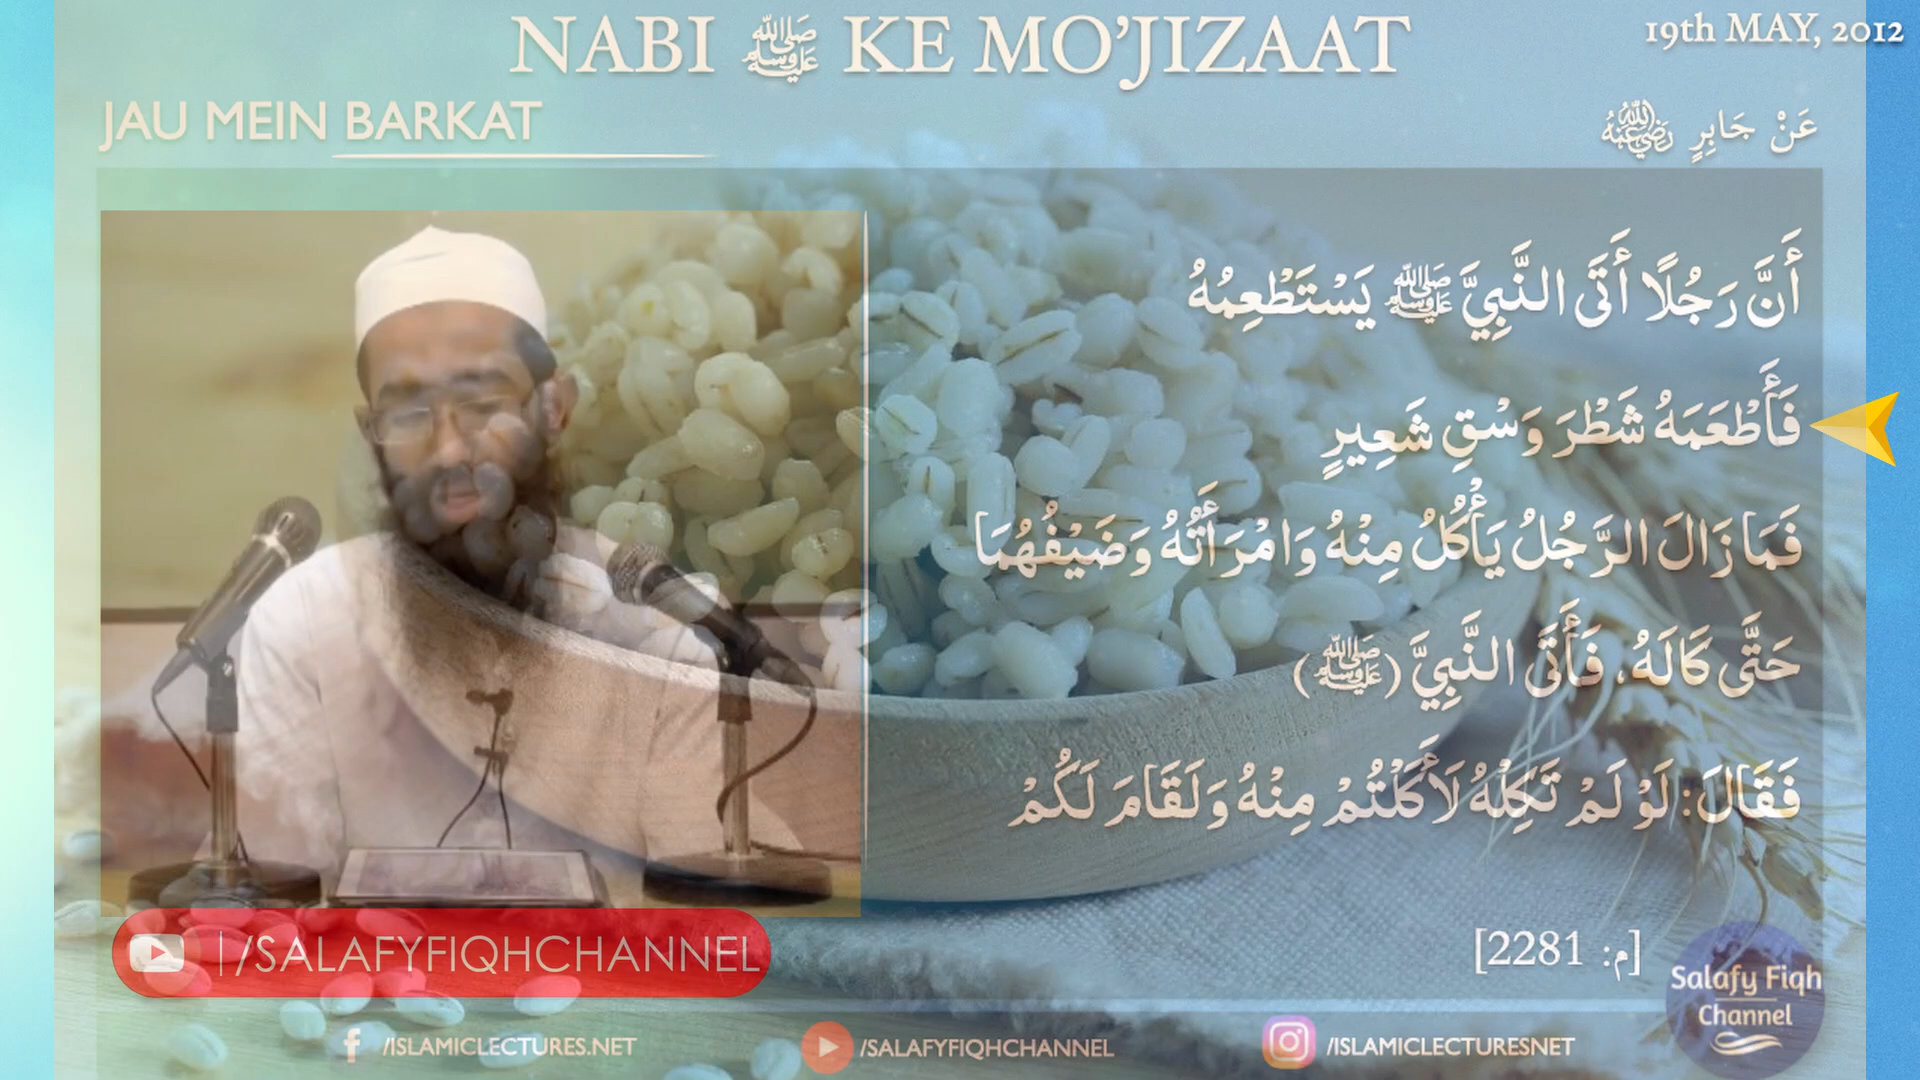 NABI ﷺ KE MO'JIZAAT
19th MAY, 2012
JAU MEIN BARKAT
عَنْ جَابِرٍ رَضِيَ اللَّهُ عَنْهُ
أَنَّ رَجُلًا أَتَى النَّبِيَّ ﷺ يَسْتَطْعِمُهُ
فَأَطْعَمَهُ شَطْرَ وَسْقِ شَعِيرٍ
فَمَا زَالَ الرَّجُلُ يَأْكُلُ مِنْهُ وَامْرَأَتُهُ وَضَيْفُهُمَا
حَتَّى كَالَهُ، فَأَتَى النَّبِيَّ (ﷺ)
فَقَالَ: لَوْ لَمْ تَكِلْهُ لَأَكَلْتُمْ مِنْهُ وَلَقَامَ لَكُمْ
[م: 2281]
|/SALAFYFIQHCHANNEL
Salafy Fiqh
Channel
/ISLAMICLECTURES.NET
/SALAFYFIQHCHANNEL
/ISLAMICLECTURESNET